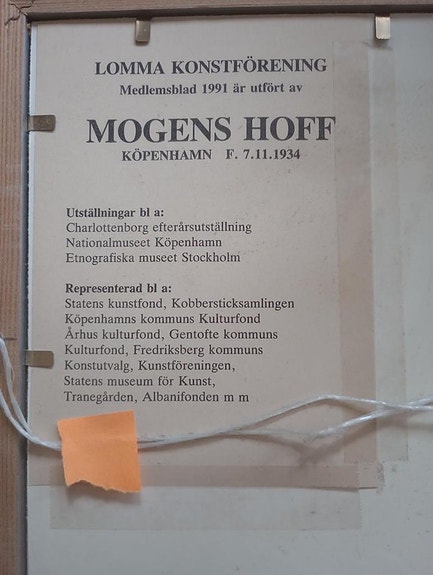 LOMMA KONSTFÖRENING
Medlemsblad 1991 är utfört av
MOGENS HOFF
KÖPENHAMN F. 7.11.1934
Utställningar bl a:
Charlottenborg efterårsutställning
Nationalmuseet Köpenhamn
Etnografiska museet Stockholm
Representerad bl a:
Statens kunstfond, Kobbersticksamlingen
Köpenhamns kommuns Kulturfond
Århus kulturfond, Gentofte kommuns
Kulturfond, Fredriksberg kommuns
Konstutvalg, Kunstföreningen,
Statens museum för Kunst,
Tranegården, Albanifonden m m